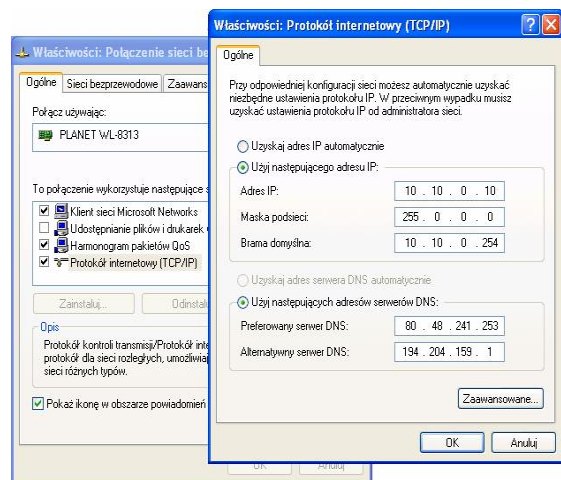 Właściwości: Połączenie sieci be
Ogólne
Sieci bezprzewodowe
Zaawans
Połącz używając:
PLANET WL-8313
To połączenie wykorzystuje następujące s
Klient sieci Microsoft Networks
Udostępnianie plików i drukarek
Harmonogram pakietów QoS
Protokół internetowy (TCP/IP)
Zainstaluj...
Odinstalu
Opis
Protokół kontroli transmisji/Protokół inte
protokół dla sieci rozległych, umożliwiaj
sieci różnych typów.
Pokaż ikonę w obszarze powiadomień
OK
Anuluj
Właściwości: Protokół internetowy (TCP/IP)
Ogólne
Przy odpowiedniej konfiguracji sieci możesz automatycznie uzyskać
niezbędne ustawienia protokołu IP. W przeciwnym wypadku musisz
uzyskać ustawienia protokołu IP od administratora sieci.
Uzyskaj adres IP automatycznie
Użyj następującego adresu IP:
Adres IP: 10 . 10 . 0 . 10
Maska podsieci: 255 . 0 . 0 . 0
Brama domyślna: 10 . 10 . 0 . 254
Uzyskaj adres serwera DNS automatycznie
Użyj następujących adresów serwerów DNS:
Preferowany serwer DNS: 80 . 48 . 241 . 253
Alternatywny serwer DNS: 194 . 204 . 159 . 1
Zaawansowane...
OK
Anuluj